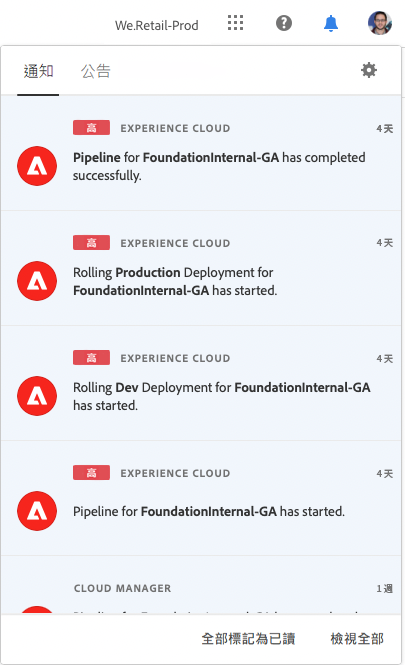 We.Retail-Prod
通知 公告
高 EXPERIENCE CLOUD 4天
Pipeline for FoundationInternal-GA has completed
successfully.
高 EXPERIENCE CLOUD 4天
Rolling Production Deployment for
FoundationInternal-GA has started.
高 EXPERIENCE CLOUD 4天
Rolling Dev Deployment for FoundationInternal-GA
has started.
高 EXPERIENCE CLOUD 4天
Pipeline for FoundationInternal-GA has started.
CLOUD MANAGER 1週
全部標記為已讀 檢視全部